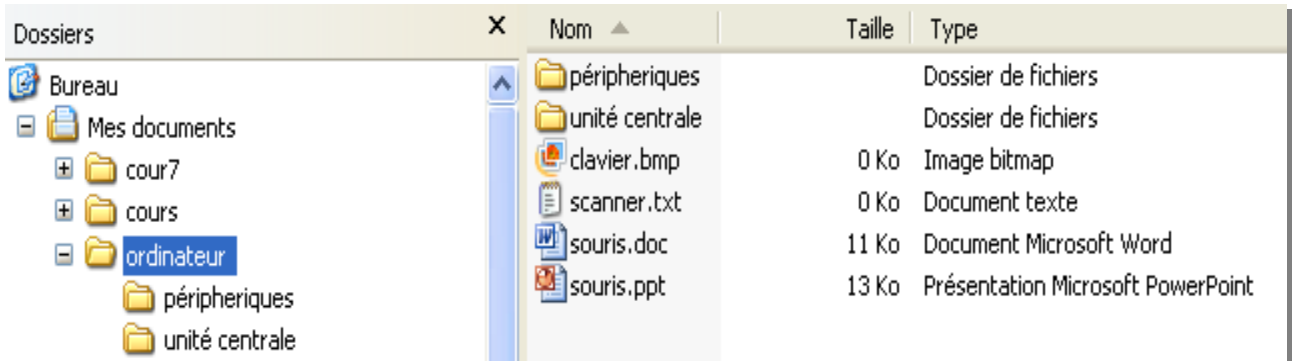 Dossiers
Bureau
Mes documents
cour7
cours
ordinateur
péripheriques
unité centrale
Nom Taille Type
péripheriques Dossier de fichiers
unité centrale Dossier de fichiers
clavier.bmp 0 Ko Image bitmap
scanner.txt 0 Ko Document texte
souris.doc 11 Ko Document Microsoft Word
souris.ppt 13 Ko Présentation Microsoft PowerPoint